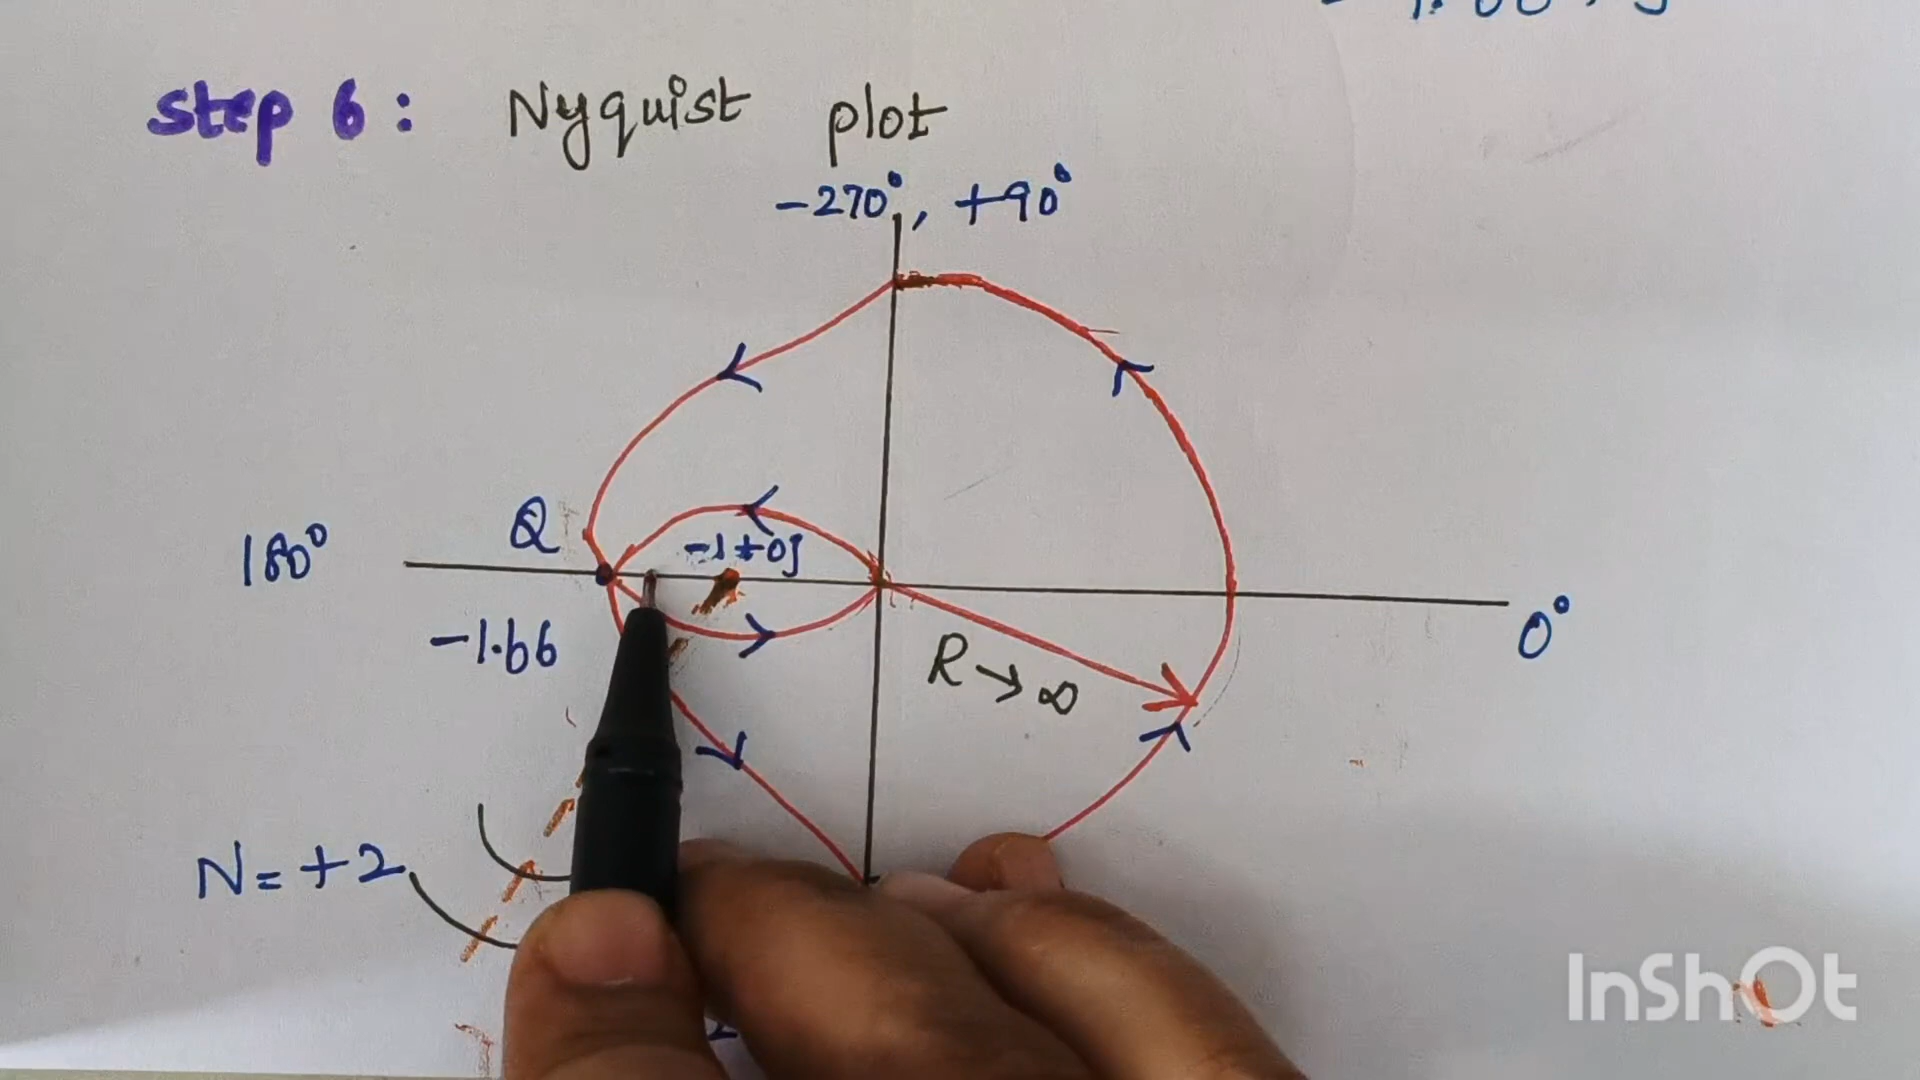 Step 6: Nyquist plot
-270°, +90°
Q
-1+0j
180°
-1.66
0°
R → ∞
N = +2
InShOt